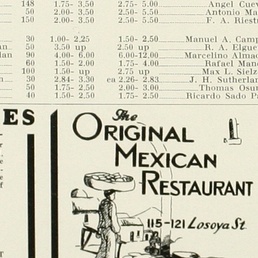 148 1.75- 3.50 2.75- 5.00 Angel Cuev
50 2.00- 3.50 2.50- 5.50 Antonio Ma
150 2.00- 2.50 2.50- 5.00 F. A. Riest
30 1.00- 2.25 1.50- 2.50 Manuel A. Camp
50 3.50 up 2.50 up R. A. Elgue
90 4.00- 6.00 6.00-12.00 Marcelino Almad
60 1.50- 2.00 1.75- 4.00 Rafael Mano
100 1.50- up 2.75 up Max L. Sielz
30 2.84- 3.30 ea 2.26- 2.83 J. H. Sutherlan
50 1.75- 2.50 2.00- 3.00 Thomas Osu
40 1.50- 2.50 1.75- 2.50 Ricardo Sado P
ES
The
ORIGINAL
MEXICAN
RESTAURANT
115-121 Losoya St